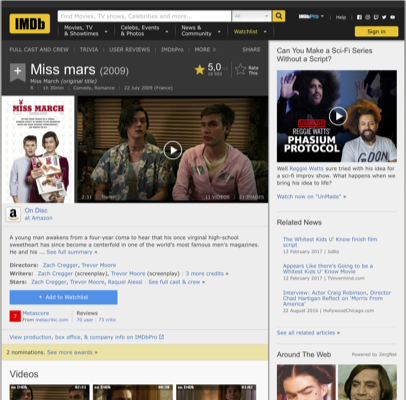 IMDb
Find Movies, TV shows, Celebrities and more...
All
IMDbPro
Help
Movies, TV
& Showtimes
Celebs, Events
& Photos
News &
Community
Watchlist
Sign in
FULL CAST AND CREW | TRIVIA | USER REVIEWS | IMDbPro | MORE
SHARE
Miss mars (2009)
Miss March (original title)
R | 1h 30min | Comedy, Romance | 22 July 2009 (France)
5,0
Rate
This
MISS MARCH
2:31 | Trailer
11 VIDEOS | 21 IMAGES
On Disc
at Amazon
A young man awakens from a four-year coma to hear that his once virginal high-school
sweetheart has since become a centerfold in one of the world's most famous men's magazines.
He and his ... See full summary »
Directors: Zach Cregger, Trevor Moore
Writers: Zach Cregger (screenplay), Trevor Moore (screenplay) | 3 more credits »
Stars: Zach Cregger, Trevor Moore, Raquel Alessi | See full cast & crew »
+ Add to Watchlist
7
Metascore
From metacritic.com
Reviews
70 user | 73 critic
View production, box office, & company info on IMDbPro
2 nominations. See more awards »
Videos
Can You Make a Sci-Fi Series
Without a Script?
REGGIE WATTS'
PHASIUM
PROTOCOL
Well Reggie Watts sure tried with his idea for
a sci-fi improv show. What happens when we
bring his idea to life?
Watch now on "UnMade" »
Related News
The Whitest Kids U' Know finish film
script
13 February 2017 | JoBlo
Appears Like there's Going to be a
Whitest Kids U' Know Movie
12 February 2017 | TVovermind.com
Interview: Actor Craig Robinson, Director
Chad Hartigan Reflect on 'Morris From
America'
22 August 2016 | HollywoodChicago.com
See all related articles »
Around The Web
Powered by ZergNet